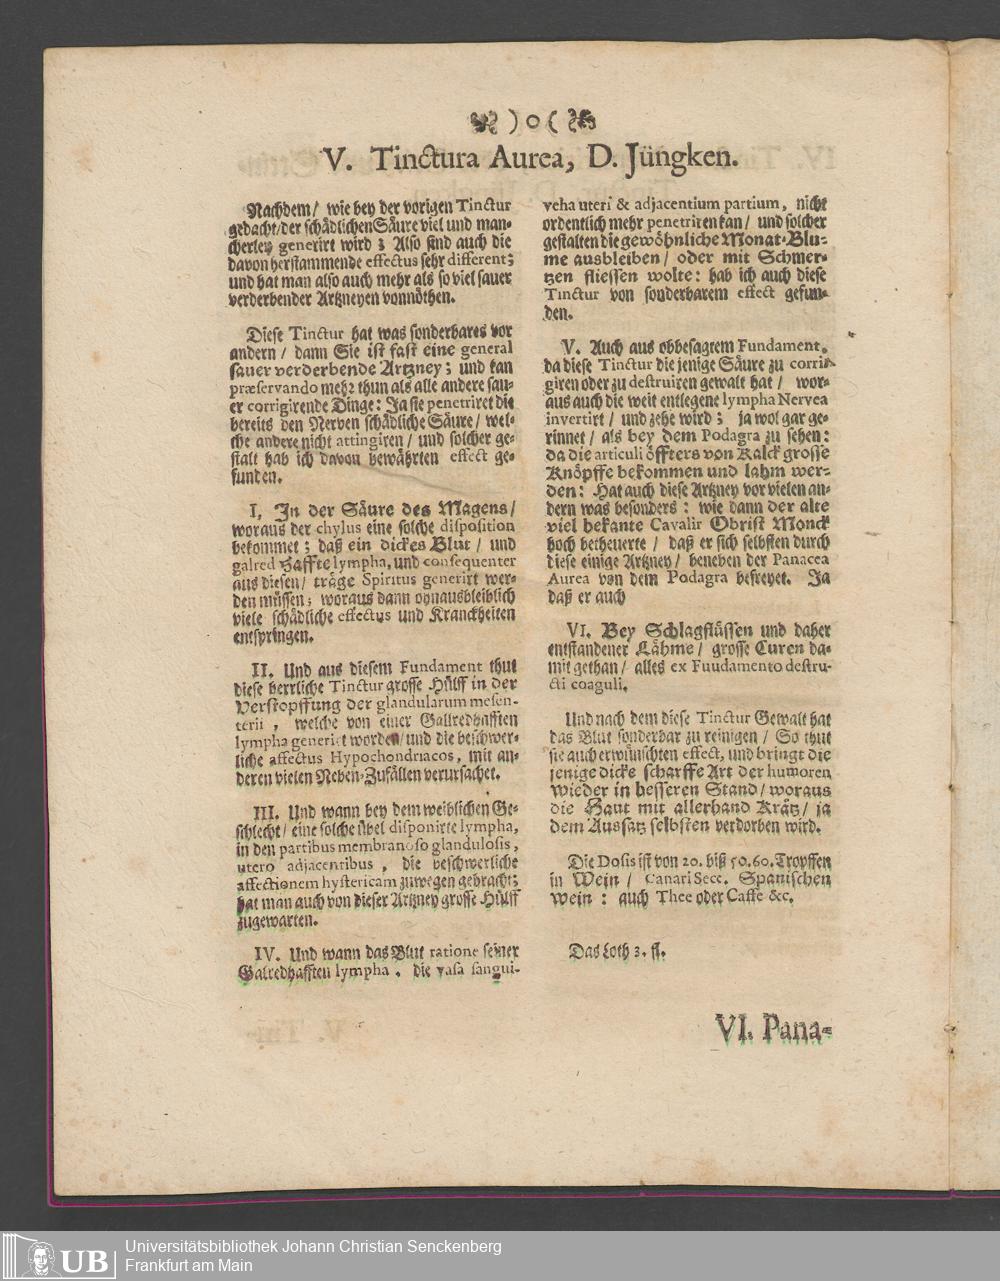 ) o (
V. Tinctura Aurea, D. Jüngken.
Nachdem/ wie bey der vorigen Tinctur
gedacht/ der schädlichen Säure viel und man-
cherley generirt wird; Also sind auch die
davon herstammende effectus sehr different;
und hat man also auch mehr als so viel sauer
verderbender Artzneyen vonnöthen.
Diese Tinctur hat was sonderbares vor
andern/ dann Sie ist fast eine general
sauer verderbende Artzney; und kan
præservando mehr thun als alle andere sau-
er corrigirende Dinge: Ja sie penetriret die
bereits den Nerven schädliche Säure/ wel-
che andere nicht attingiren/ und solcher ge-
stalt hab ich davon bewährten effect ge-
funden.
I. In der Säure des Magens/
woraus der chylus eine solche disposition
bekommet; daß ein dickes Blut/ und
galred haffte lympha, und consequenter
aus diesen/ träge Spiritus generirt wer-
den müssen; woraus dann ohnausbleiblich
viele schädliche effectus und Kranckheiten
entspringen.
II. Und aus diesem Fundament thut
diese herrliche Tinctur grosse Hülff in der
Verstopffung der glandularum mesen-
terii, welche von einer Gallredhafften
lympha generiet worden/ und die beschwer-
liche affectus Hypochondriacos, mit an-
deren vielen Neben-Zufällen verursachet.
III. Und wann bey dem weiblichen Ge-
schlecht/ eine solche übel disponirte lympha,
in den partibus membranoso glandulosis,
utero adjacentibus, die beschwerliche
affectionem hystericam zuwegen gebracht;
hat man auch von dieser Artzney grosse Hülff
zugewarten.
IV. Und wann das Blut ratione seiner
Galredhafften lympha, die vasa sangui-
veha uteri & adjacentium partium, nicht
ordentlich mehr penetriren kan/ und solcher
gestalten die gewöhnliche Monat-Blu-
me ausbleiben/ oder mit Schmer-
tzen fliessen wolte: hab ich auch diese
Tinctur von sonderbarem effect gefun-
den.
V. Auch aus obbesagtem Fundament,
da diese Tinctur die jenige Säure zu corri-
giren oder zu destruiren gewalt hat/ wor-
aus auch die weit entlegene lympha Nervea
invertirt/ und zehe wird; ja wol gar ge-
rinnet/ als bey dem Podagra zu sehen:
da die articuli öffters von Kalck grosse
Knöpffe bekommen und lahm wer-
den: Hat auch diese Artzney vor vielen an-
dern was besonders: wie dann der alte
viel bekante Cavalir Obrist Monck
hoch betheuerte/ daß er sich selbsten durch
diese einige Artzney/ beneben der Panacea
Aurea von dem Podagra befreyet. Ja
daß er auch
VI. Bey Schlagflüssen und daher
entstandener Lähme/ grosse Curen da-
mit gethan/ alles ex Fuudamento destru-
cti coaguli.
Und nach dem diese Tinctur Gewalt hat
das Blut sonderbar zu reinigen/ So thut
sie auch erwünschten effect, und bringt die
jenige dicke scharffe Art der humoren
wieder in besseren Stand/ woraus
die Haut mit allerhand Krätz/ ja
dem Aussatz selbsten verdorben wird.
Die Dosis ist von 20. biß 50. 60. Tropffen
in Wein/ Canari Secc. Spanischen
Wein: auch Thee oder Caffe &c.
Das Loth 3. fl.
VI. Pana-
UB Universitätsbibliothek Johann Christian Senckenberg
Frankfurt am Main